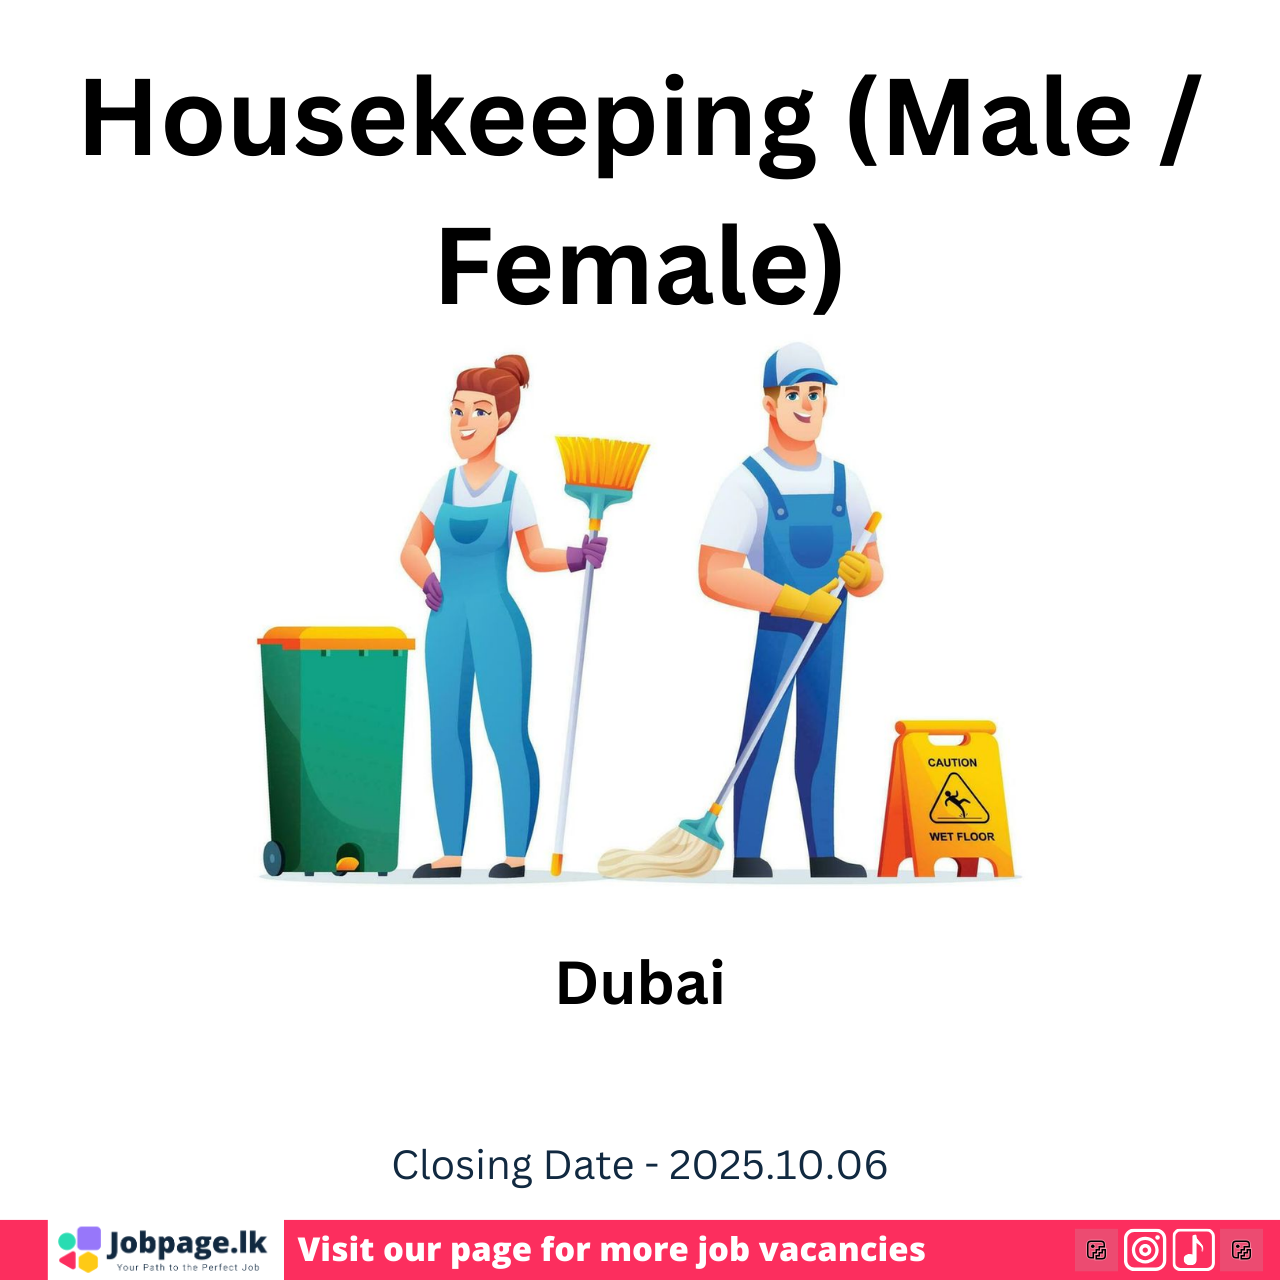 Housekeeping (Male /
Female)
CAUTION
WET FLOOR
Dubai
Closing Date - 2025.10.06
Jobpage.lk
Your Path to the Perfect Job
Visit our page for more job vacancies